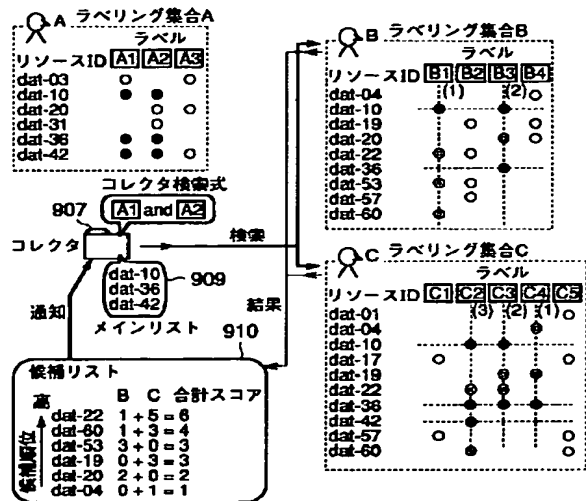 A ラベリング集合A
ラベル
リソースID A1 A2 A3
dat-03
dat-10
dat-20
dat-31
dat-36
dat-42
コレクタ検索式
A1 and A2
907
コレクタ
検索
dat-10
dat-36
dat-42
909
メインリスト
通知
結果
910
候補リスト
高
候補順位
B C 合計スコア
dat-22 1+5=6
dat-60 1+3=4
dat-53 3+0=3
dat-19 0+3=3
dat-20 2+0=2
dat-04 0+1=1
B ラベリング集合B
ラベル
リソースID B1 B2 B3 B4
(1) (2)
dat-04
dat-10
dat-19
dat-20
dat-22
dat-36
dat-53
dat-57
dat-60
C ラベリング集合C
ラベル
リソースID C1 C2 C3 C4 C5
(3) (2) (1)
dat-01
dat-04
dat-10
dat-17
dat-19
dat-22
dat-36
dat-42
dat-57
dat-60